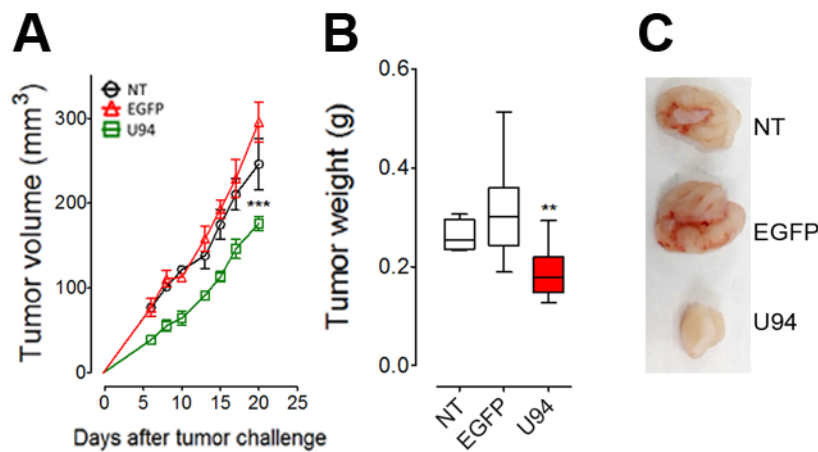 A
NT
EGFP
U94
Tumor volume (mm3)
300
200
100
0
***
0 5 10 15 20 25
Days after tumor challenge
B
Tumor weight (g)
0.6
0.4
0.2
0.0
**
NT EGFP U94
C
NT
EGFP
U94